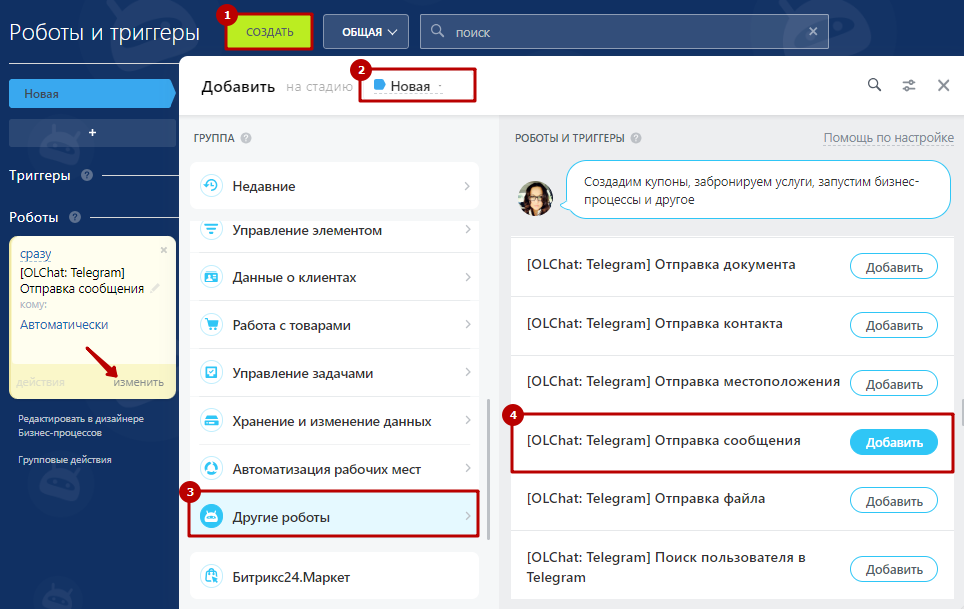 Роботы и триггеры
1
СОЗДАТЬ
ОБЩАЯ
поиск
Новая
+
Триггеры ?
Роботы ?
сразу
[OLChat: Telegram]
Отправка сообщения
кому:
Автоматически
действия
изменить
Редактировать в дизайнере
Бизнес-процессов
Групповые действия
Добавить на стадию
2
Новая
ГРУППА ?
Недавние
Управление элементом
Данные о клиентах
Работа с товарами
Управление задачами
Хранение и изменение данных
Автоматизация рабочих мест
3
Другие роботы
Битрикс24.Маркет
РОБОТЫ И ТРИГГЕРЫ ?
Помощь по настройке
Создадим купоны, забронируем услуги, запустим бизнес-
процессы и другое
[OLChat: Telegram] Отправка документа
Добавить
[OLChat: Telegram] Отправка контакта
Добавить
[OLChat: Telegram] Отправка местоположения
Добавить
4
[OLChat: Telegram] Отправка сообщения
Добавить
[OLChat: Telegram] Отправка файла
Добавить
[OLChat: Telegram] Поиск пользователя в
Telegram
Добавить